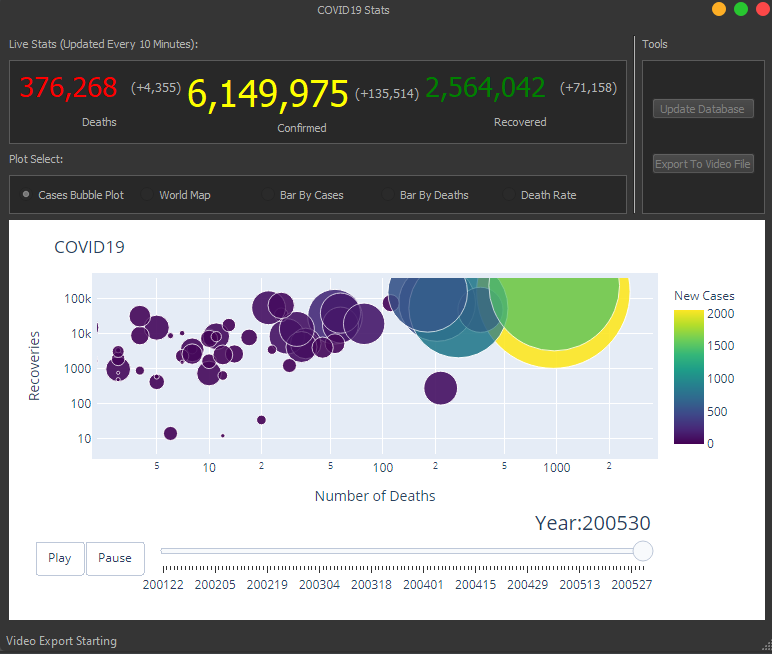 COVID19 Stats
Live Stats (Updated Every 10 Minutes):
Tools
376,268 (+4,355) 6,149,975 (+135,514) 2,564,042 (+71,158)
Deaths Confirmed Recovered
Update Database
Export To Video File
Plot Select:
Cases Bubble Plot World Map Bar By Cases Bar By Deaths Death Rate
COVID19
New Cases
2000
1500
1000
500
0
Recoveries
100k
10k
1000
100
10
5 10 2 5 100 2 5 1000 2
Number of Deaths
Year:200530
Play Pause
200122 200205 200219 200304 200318 200401 200415 200429 200513 200527
Video Export Starting